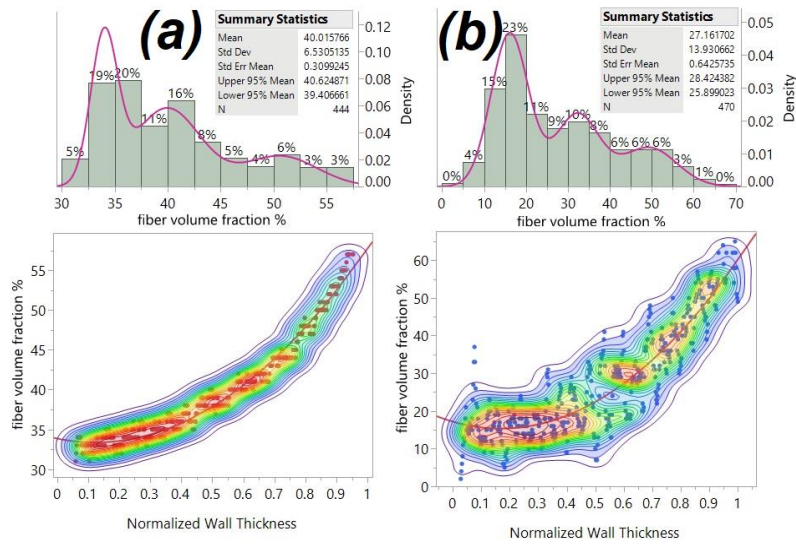 (a)
Summary Statistics
Mean 40.015766
Std Dev 6.5305135
Std Err Mean 0.3099245
Upper 95% Mean 40.624871
Lower 95% Mean 39.406661
N 444
5% 19% 20% 11% 16% 8% 5% 4% 6% 3% 3%
0.12
0.10
0.08
0.06
0.04
0.02
0.00
Density
30 35 40 45 50 55
fiber volume fraction %
(b)
Summary Statistics
Mean 27.161702
Std Dev 13.930662
Std Err Mean 0.6425735
Upper 95% Mean 28.424382
Lower 95% Mean 25.899023
N 470
0% 4% 15% 23% 11% 9% 10% 8% 6% 6% 6% 3% 1% 0%
0.05
0.04
0.03
0.02
0.01
0.00
Density
0 10 20 30 40 50 60 70
fiber volume fraction %
fiber volume fraction %
55
50
45
40
35
30
0 0.1 0.2 0.3 0.4 0.5 0.6 0.7 0.8 0.9 1
Normalized Wall Thickness
fiber volume fraction %
60
50
40
30
20
10
0
0 0.1 0.2 0.3 0.4 0.5 0.6 0.7 0.8 0.9 1
Normalized Wall Thickness